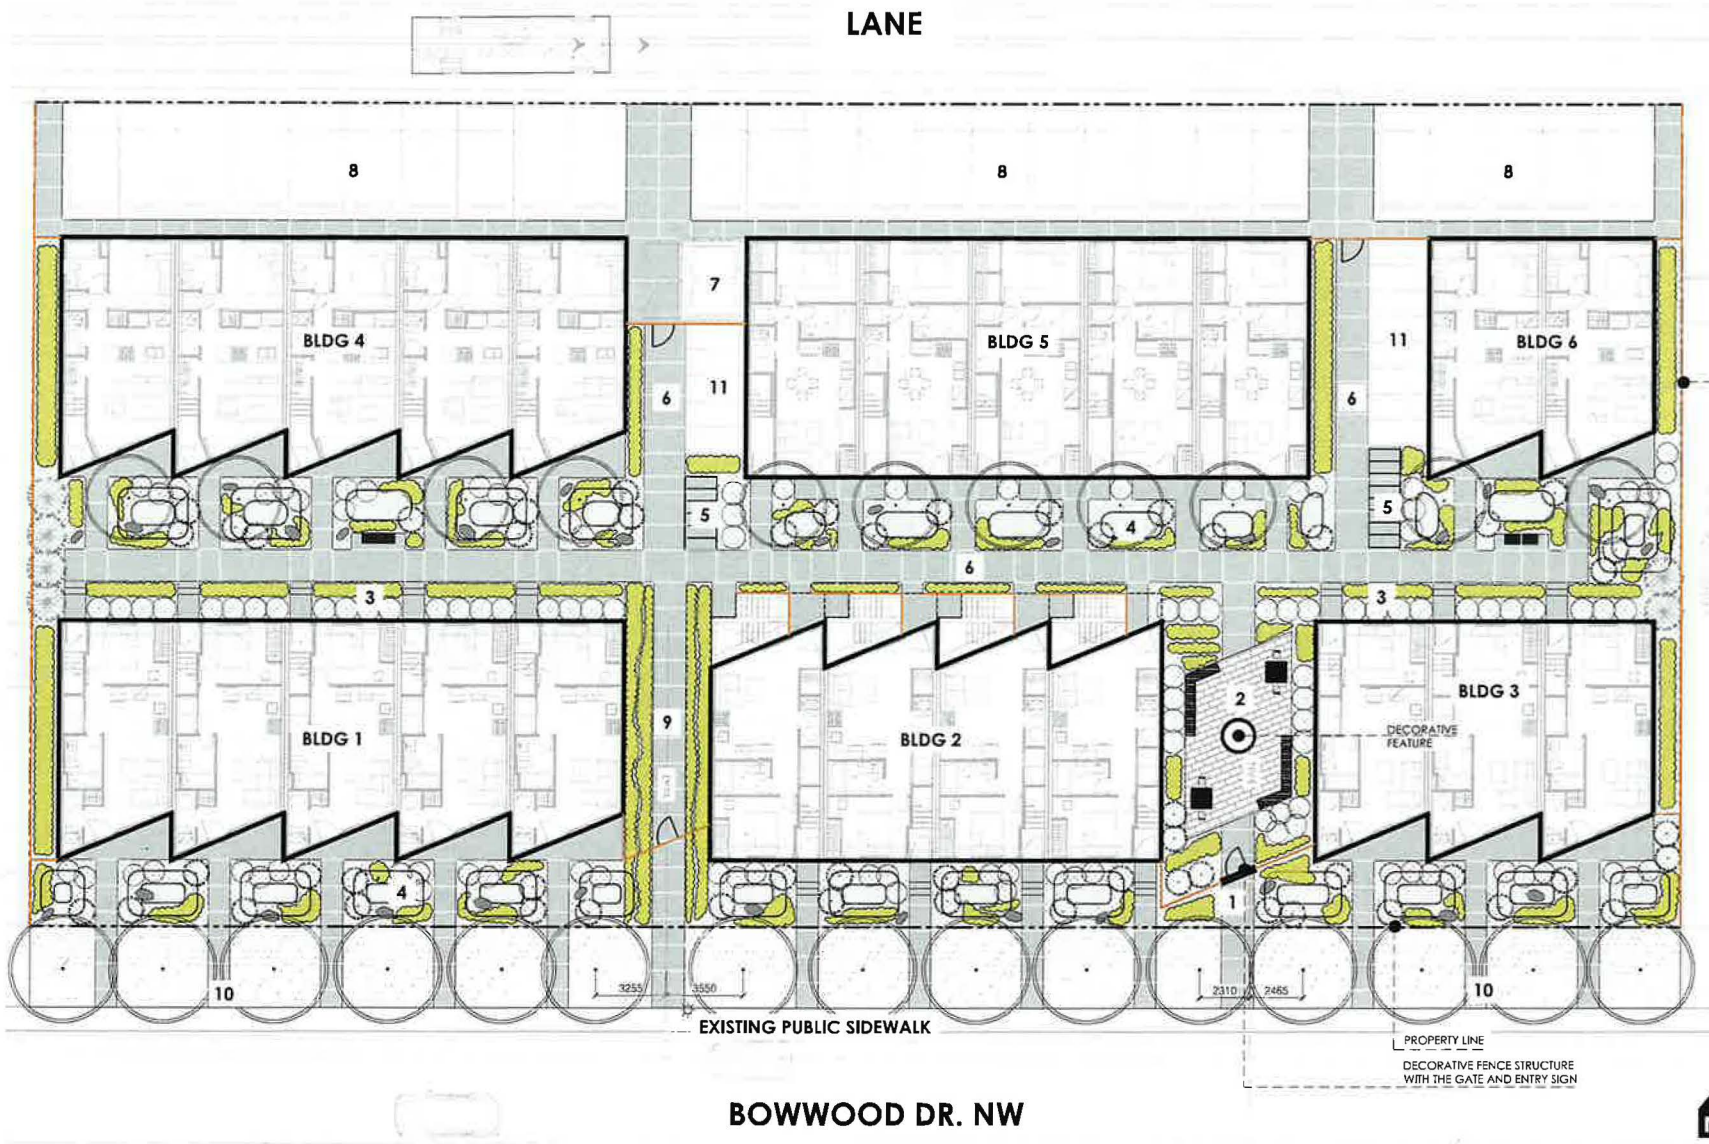 LANE
8
8
8
7
BLDG 4
BLDG 5
BLDG 6
11
11
6
6
5
5
4
6
3
3
2
BLDG 3
9
BLDG 1
BLDG 2
DECORATIVE
FEATURE
4
1
10
3255
3550
2310
2465
10
EXISTING PUBLIC SIDEWALK
PROPERTY LINE
DECORATIVE FENCE STRUCTURE
WITH THE GATE AND ENTRY SIGN
BOWWOOD DR. NW